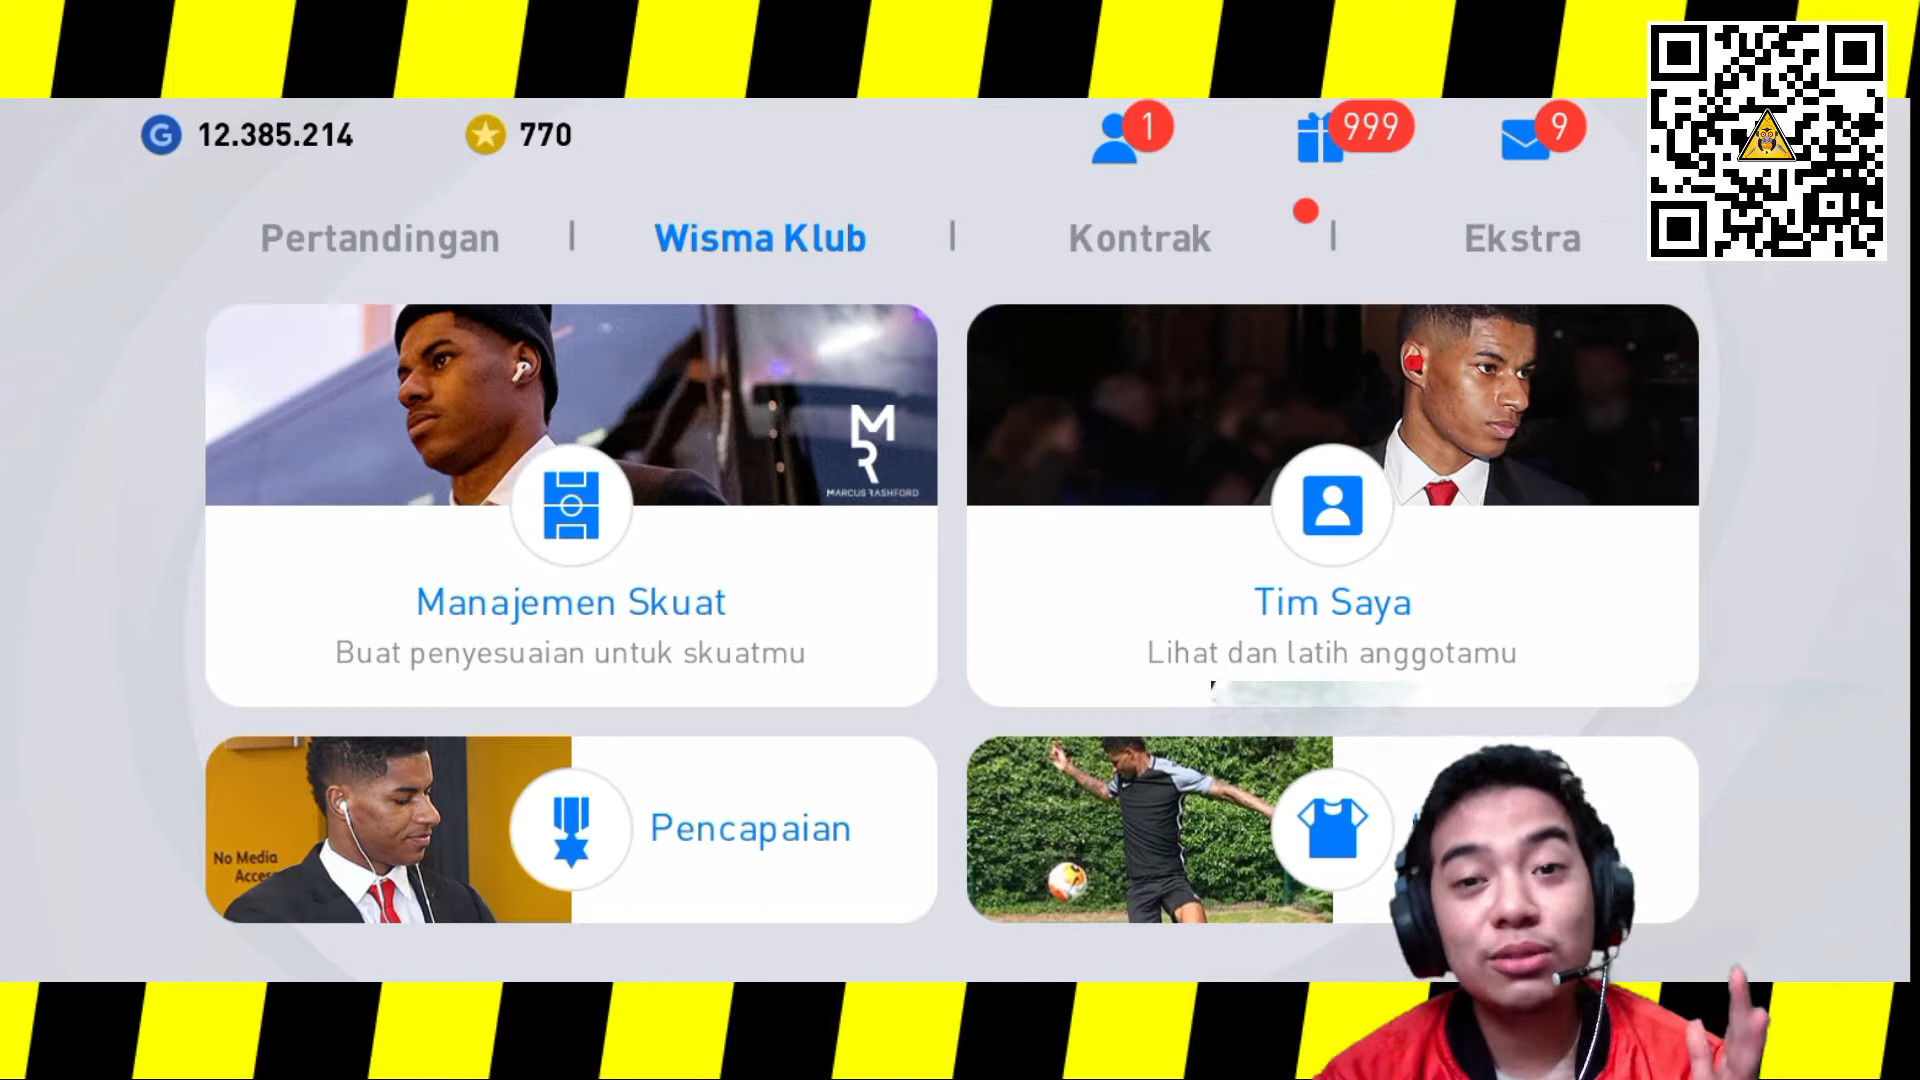 G 12.385.214
770
1
999
9
Pertandingan | Wisma Klub | Kontrak | Ekstra
MR
MARCUS RASHFORD
Manajemen Skuat
Buat penyesuaian untuk skuatmu
Tim Saya
Lihat dan latih anggotamu
No Media
Access
Pencapaian